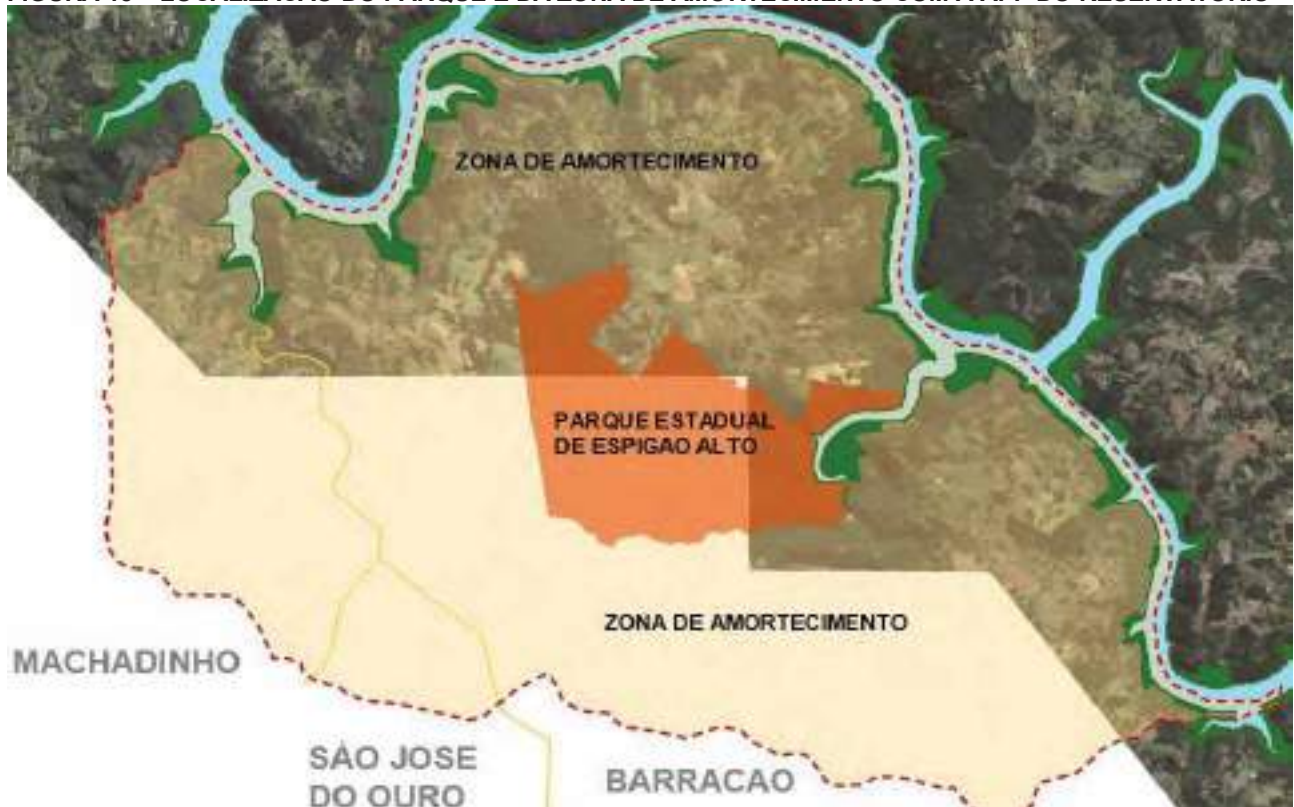 ZONA DE AMORTECIMENTO
PARQUE ESTADUAL
DE ESPIGAO ALTO
ZONA DE AMORTECIMENTO
MACHADINHO
SÃO JOSE
DO OURO
BARRACAO